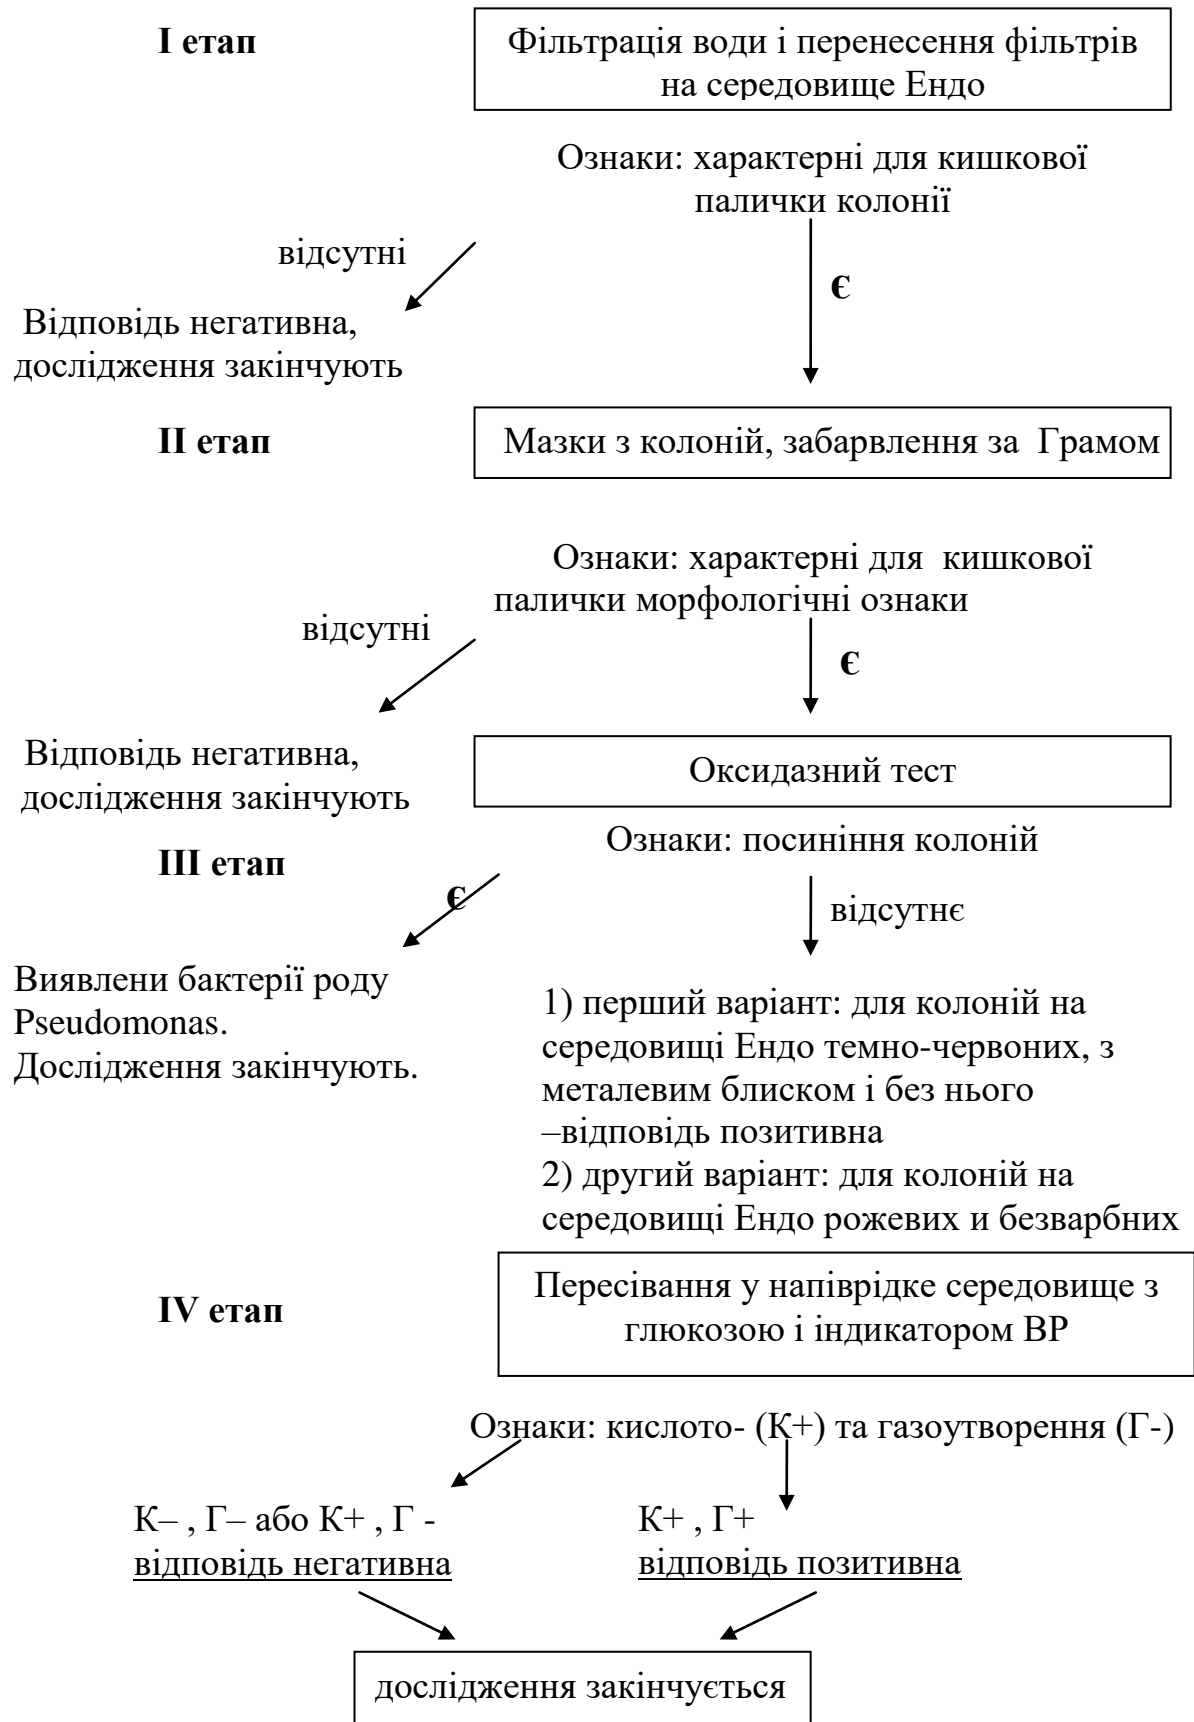 I етап
Фільтрація води і перенесення фільтрів
на середовище Ендо
Ознаки: характерні для кишкової
палички колонії
відсутні
Є
Відповідь негативна,
дослідження закінчують
II етап
Мазки з колоній, забарвлення за Грамом
Ознаки: характерні для кишкової
палички морфологічні ознаки
відсутні
Є
Відповідь негативна,
дослідження закінчують
Оксидазний тест
Ознаки: посиніння колоній
III етап
Є
відсутнє
Виявлени бактерії роду
Pseudomonas.
Дослідження закінчують.
1) перший варіант: для колоній на
середовищі Ендо темно-червоних, з
металевим блиском і без нього
–відповідь позитивна
2) другий варіант: для колоній на
середовищі Ендо рожевих и безварбних
IV етап
Пересівання у напіврідке середовище з
глюкозою і індикатором ВР
Ознаки: кислото- (К+) та газоутворення (Г-)
К– , Г– або К+ , Г -
відповідь негативна
К+ , Г+
відповідь позитивна
дослідження закінчується